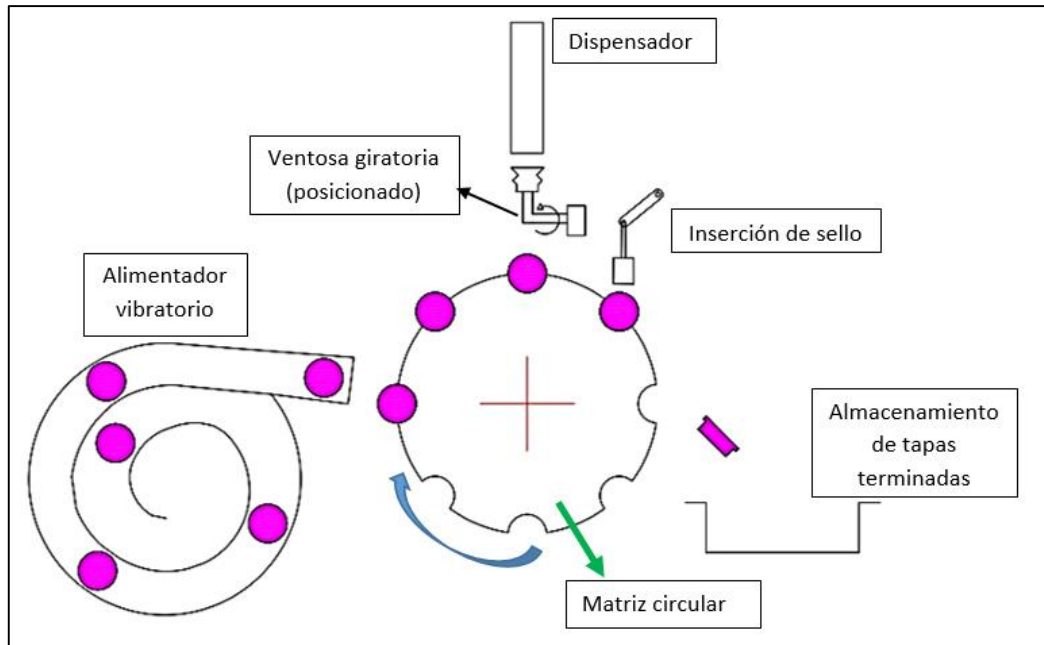 Dispensador
Ventosa giratoria
(posicionado)
Inserción de sello
Alimentador
vibratorio
Almacenamiento
de tapas
terminadas
Matriz circular